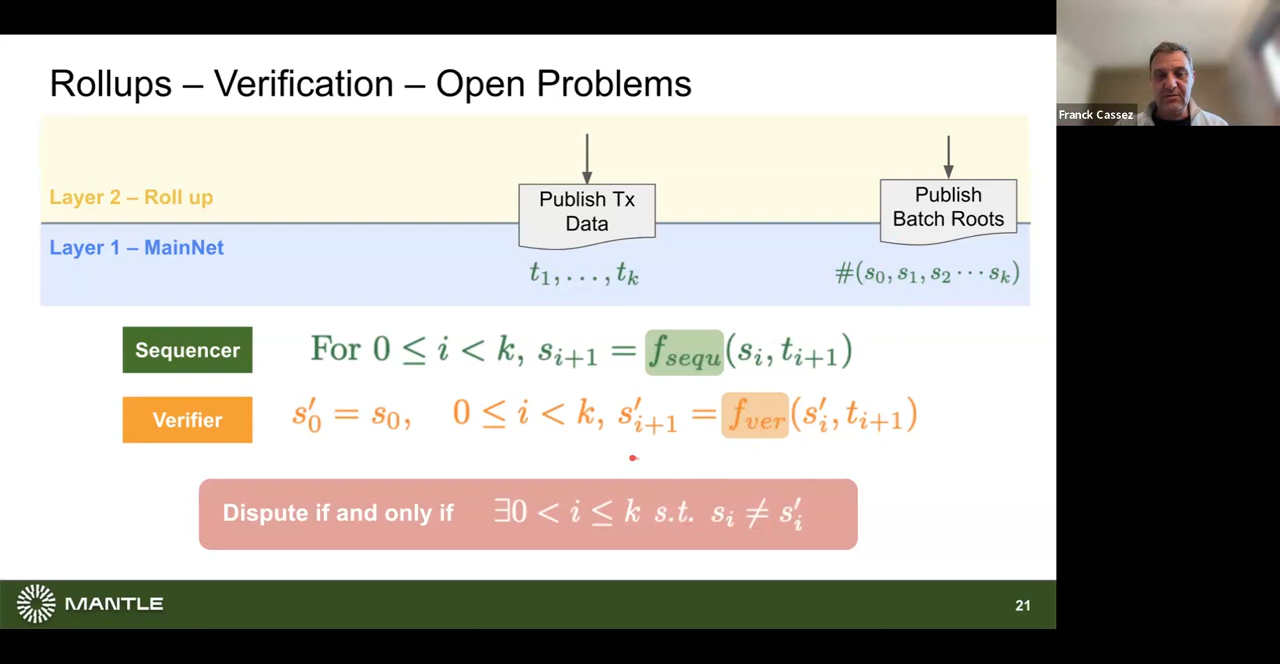 Rollups – Verification – Open Problems
Layer 2 – Roll up
Publish Tx
Data
Publish
Batch Roots
Layer 1 – MainNet
t₁, . . . , tₖ
#(s₀, s₁, s₂ · · · sₖ)
Sequencer
For 0 ≤ i < k, sᵢ₊₁ = f_sequ(sᵢ, tᵢ₊₁)
Verifier
s′₀ = s₀, 0 ≤ i < k, s′ᵢ₊₁ = f_ver(s′ᵢ, tᵢ₊₁)
Dispute if and only if ∃0 < i ≤ k s.t. sᵢ ≠ s′ᵢ
MANTLE
21
Franck Cassez